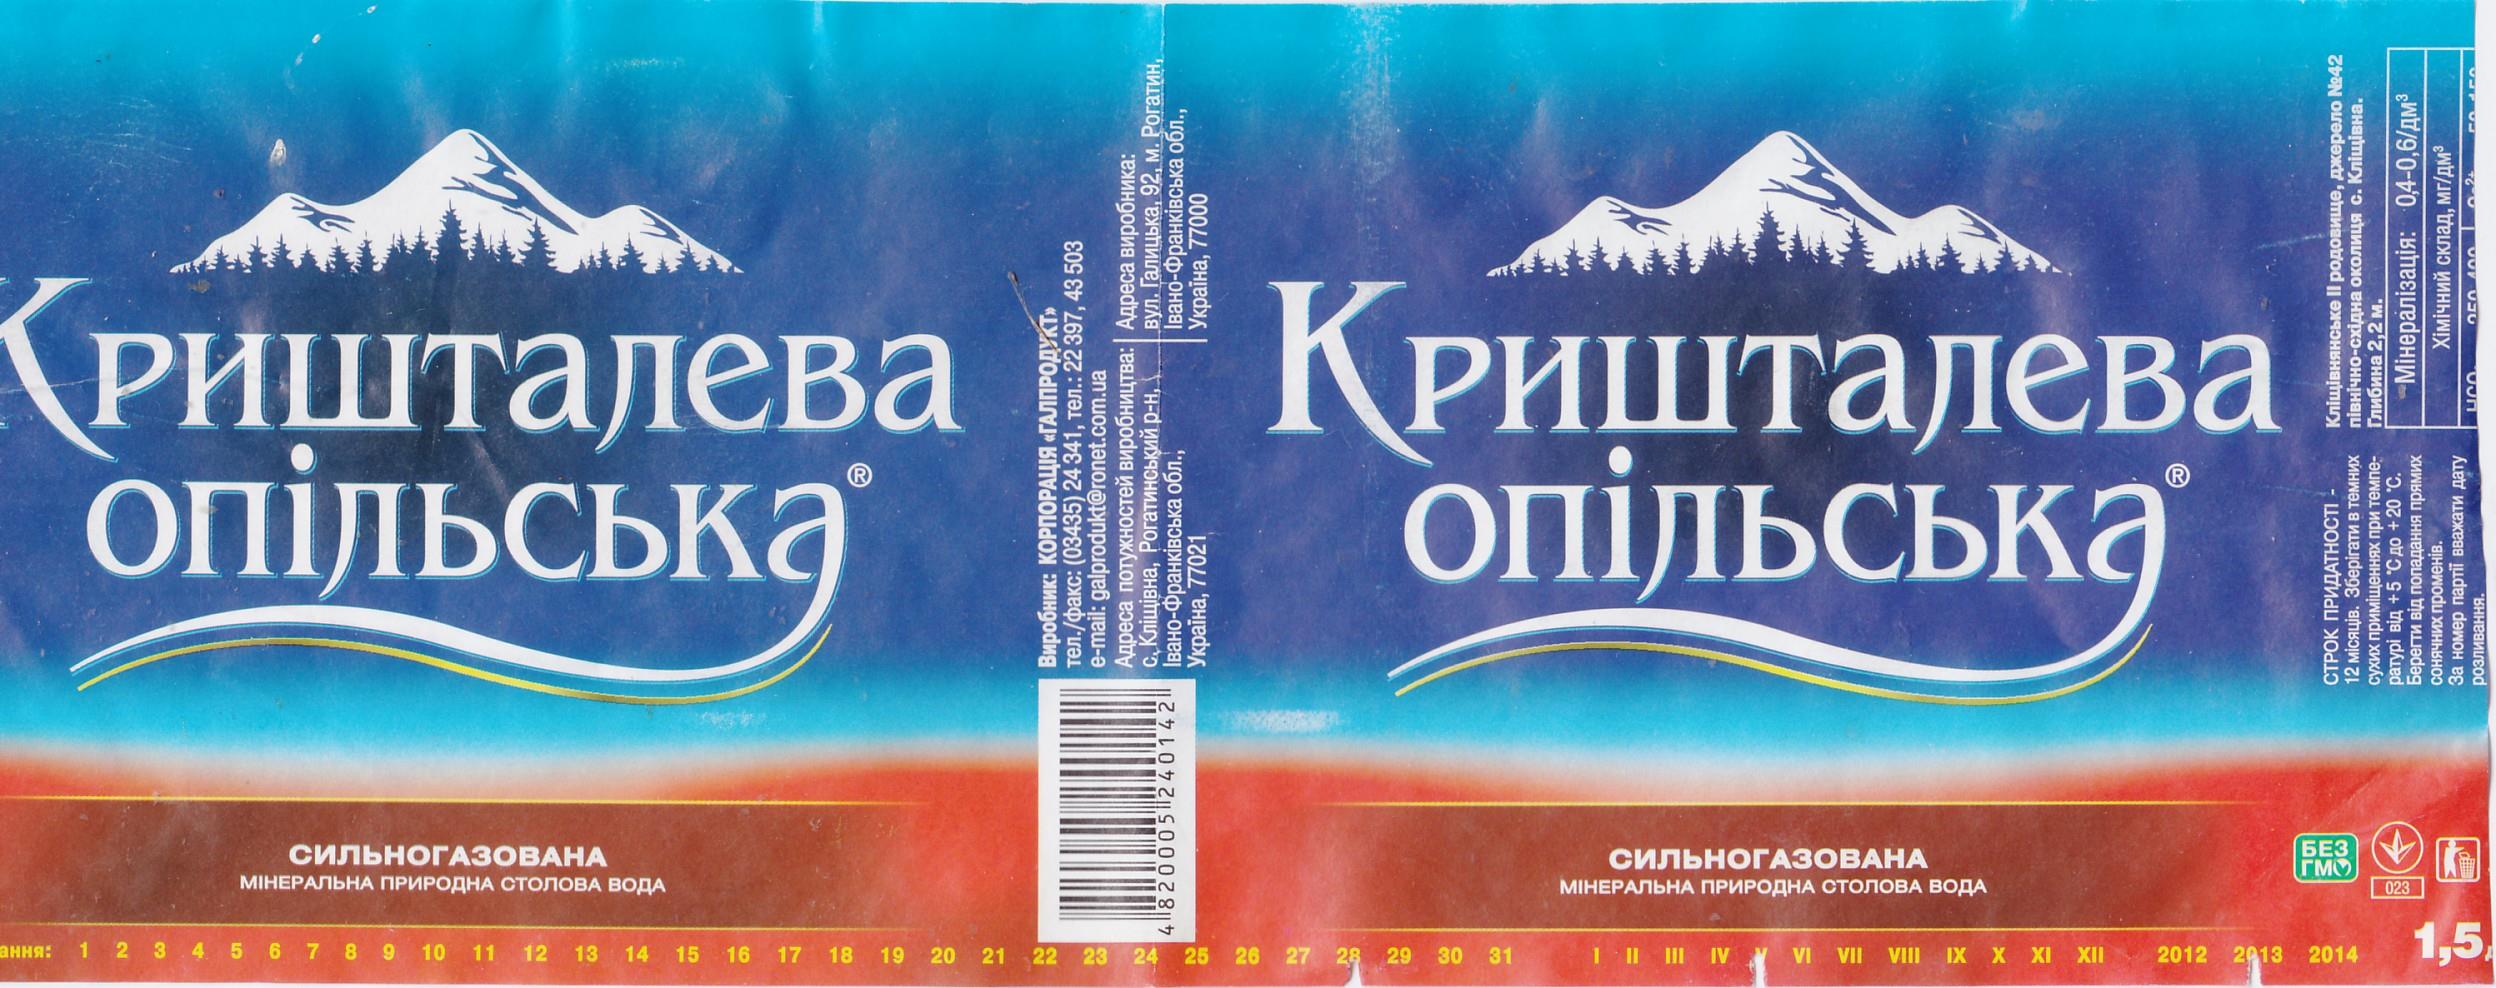 Кришталева
опільська®
СИЛЬНОГАЗОВАНА
МІНЕРАЛЬНА ПРИРОДНА СТОЛОВА ВОДА
Виробник: КОРПОРАЦІЯ «ГАЛПРОДУКТ»
тел./факс: (03435) 24 341, тел.: 22 397, 43 503
e-mail: galprodukt@ronet.com.ua
Адреса потужностей виробництва:
с. Кліщівна, Рогатинський р-н,
Івано-Франківська обл.,
Україна, 77021
Адреса виробника:
вул. Галицька, 92, м. Рогатин,
Івано-Франківська обл.,
Україна, 77000
4 820005 240142
Кришталева
опільська®
СИЛЬНОГАЗОВАНА
МІНЕРАЛЬНА ПРИРОДНА СТОЛОВА ВОДА
Кліщівнянське ІІ родовище, джерело №42
північно-східна околиця с. Кліщівна.
Глибина 2,2 м.
Мінералізація: 0,4-0,6/дм³
Хімічний склад, мг/дм³
СТРОК ПРИДАТНОСТІ -
12 місяців. Зберігати в темних
сухих приміщеннях при темпе-
ратурі від + 5 °С до + 20 °С.
Берегти від попадання прямих
сонячних променів.
За номер партії вважати дату
розливання.
БЕЗ
ГМО
023
ання: 1 2 3 4 5 6 7 8 9 10 11 12 13 14 15 16 17 18 19 20 21 22 23 24 25 26 27 28 29 30 31 I II III IV V VI VII VIII IX X XI XII 2012 2013 2014
1,5